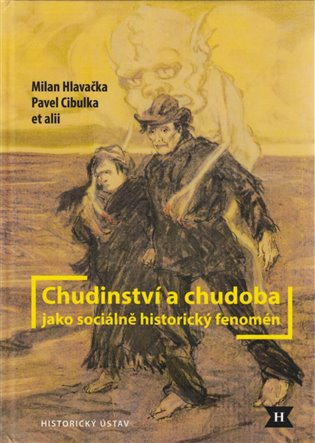 Milan Hlavačka
Pavel Cibulka
et alii
Chudinství a chudoba
jako sociálně historický fenomén
HISTORICKÝ ÚSTAV
H